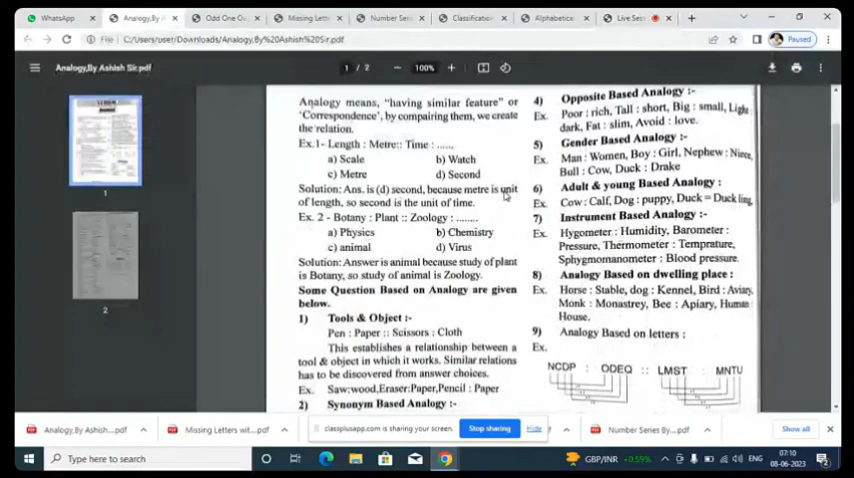 WhatsApp
Analogy,By A
Odd One Ou
Missing Lette
Number Seri
Classification
Alphabetical
Live Sess
File | C:/Users/user/Downloads/Analogy.By%20Ashish%20Sir.pdf
Paused
Analogy,By Ashish Sir.pdf
1 / 2
100%
1
2
Analogy means, "having similar feature" or
'Correspondence', by compairing them, we create
the relation.
Ex.1- Length : Metre:: Time : ......
a) Scale b) Watch
c) Metre d) Second
Solution: Ans. is (d) second, because metre is unit
of length, so second is the unit of time.
Ex. 2 - Botany : Plant :: Zoology : ........
a) Physics b) Chemistry
c) animal d) Virus
Solution: Answer is animal because study of plant
is Botany, so study of animal is Zoology.
Some Question Based on Analogy are given
below.
1) Tools & Object :-
Pen : Paper :: Scissors : Cloth
This establishes a relationship between a
tool & object in which it works. Similar relations
has to be discovered from answer choices.
Ex. Saw:wood,Eraser:Paper,Pencil : Paper
2) Synonym Based Analogy :-
4) Opposite Based Analogy :-
Ex. Poor : rich, Tall : short, Big : small, Light :
dark, Fat : slim, Avoid : love.
5) Gender Based Analogy :-
Ex. Man : Women, Boy : Girl, Nephew : Niece,
Bull : Cow, Duck : Drake
6) Adult & young Based Analogy :
Ex. Cow : Calf, Dog : puppy, Duck = Duck ling,
7) Instrument Based Analogy :-
Ex. Hygometer : Humidity, Barometer :
Pressure, Thermometer : Temprature,
Sphygmomanometer : Blood pressure.
8) Analogy Based on dwelling place :
Ex. Horse : Stable, dog : Kennel, Bird : Aviary,
Monk : Monastrey, Bee : Apiary, Human :
House.
9) Analogy Based on letters :
Ex.
NCDP : ODEQ :: LMST : MNTU
Analogy,By Ashish....pdf
Missing Letters wit....pdf
classplusapp.com is sharing your screen.
Stop sharing
Hide
f....pdf
Number Series By....pdf
Show all
Type here to search
GBP/INR +0.59%
ENG
07:10
08-06-2023
2